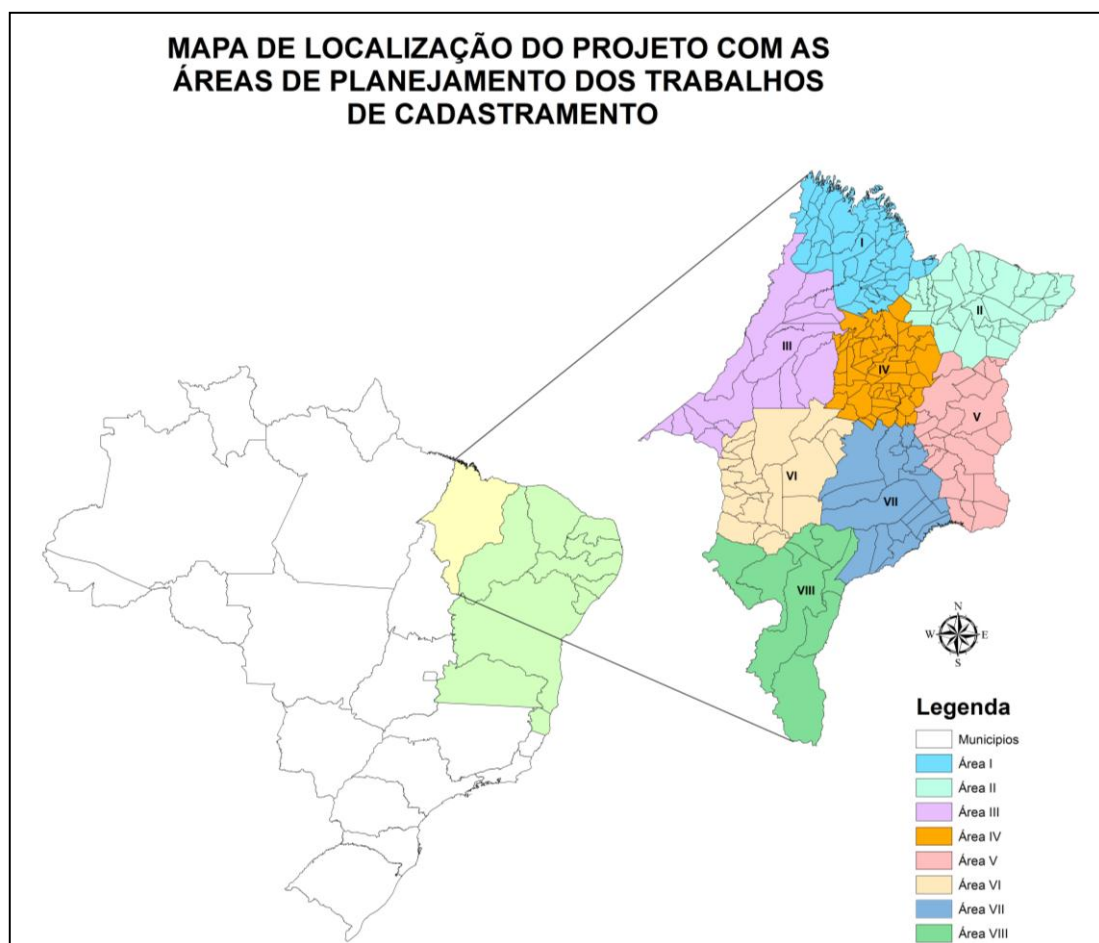 MAPA DE LOCALIZAÇÃO DO PROJETO COM AS
ÁREAS DE PLANEJAMENTO DOS TRABALHOS
DE CADASTRAMENTO
I
II
III
IV
V
VI
VII
VIII
N
W E
S
Legenda
Municipios
Área I
Área II
Área III
Área IV
Área V
Área VI
Área VII
Área VIII